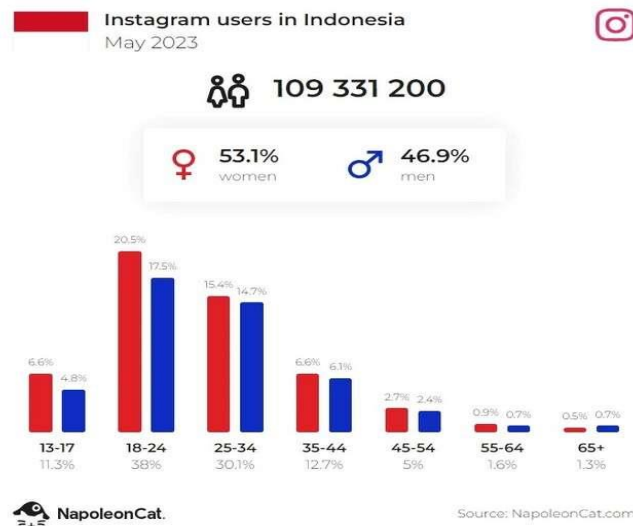 Instagram users in Indonesia
May 2023
109 331 200
53.1%
women
46.9%
men
20.5%
17.5%
15.4%
14.7%
6.6%
4.8%
6.6%
6.1%
2.7%
2.4%
0.9%
0.7%
0.5%
0.7%
13-17 18-24 25-34 35-44 45-54 55-64 65+
11.3% 38% 30.1% 12.7% 5% 1.6% 1.3%
NapoleonCat.
Source: NapoleonCat.com